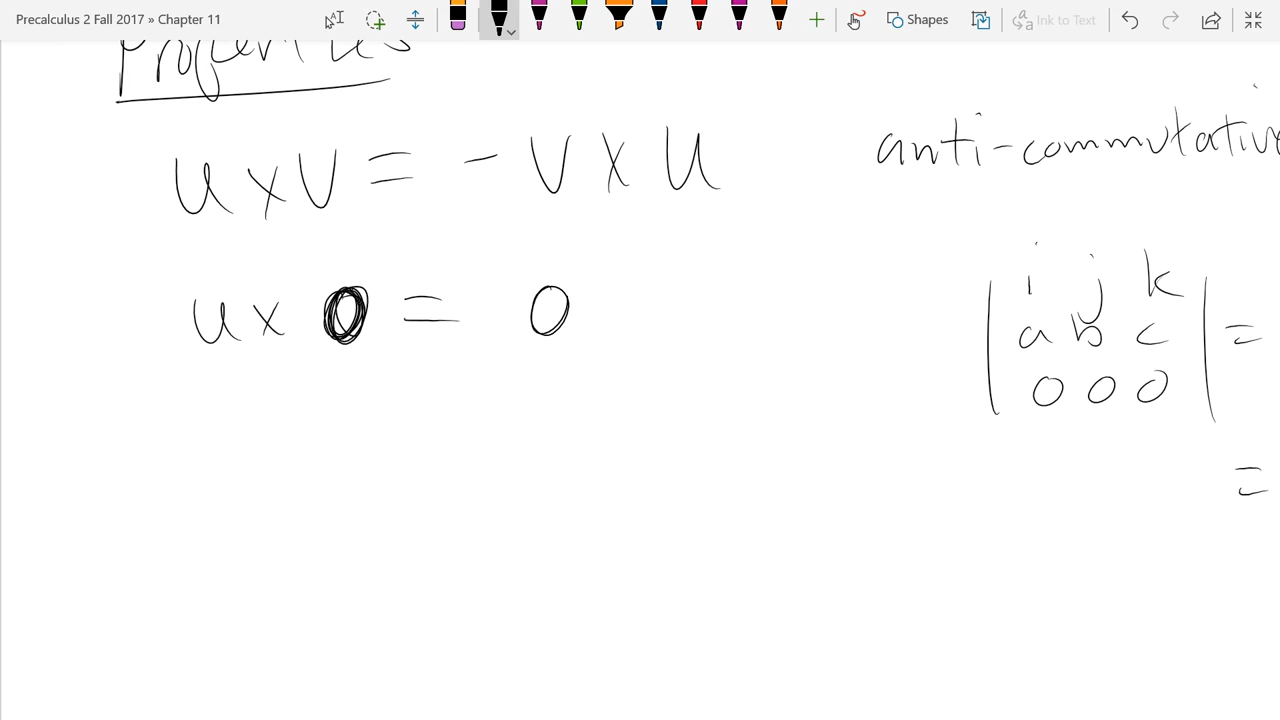 Precalculus 2 Fall 2017 » Chapter 11
Shapes
Ink to Text
Properties
u x v = - v x u
anti-commutative
u x 0 = 0
i j k
a b c =
0 0 0
=